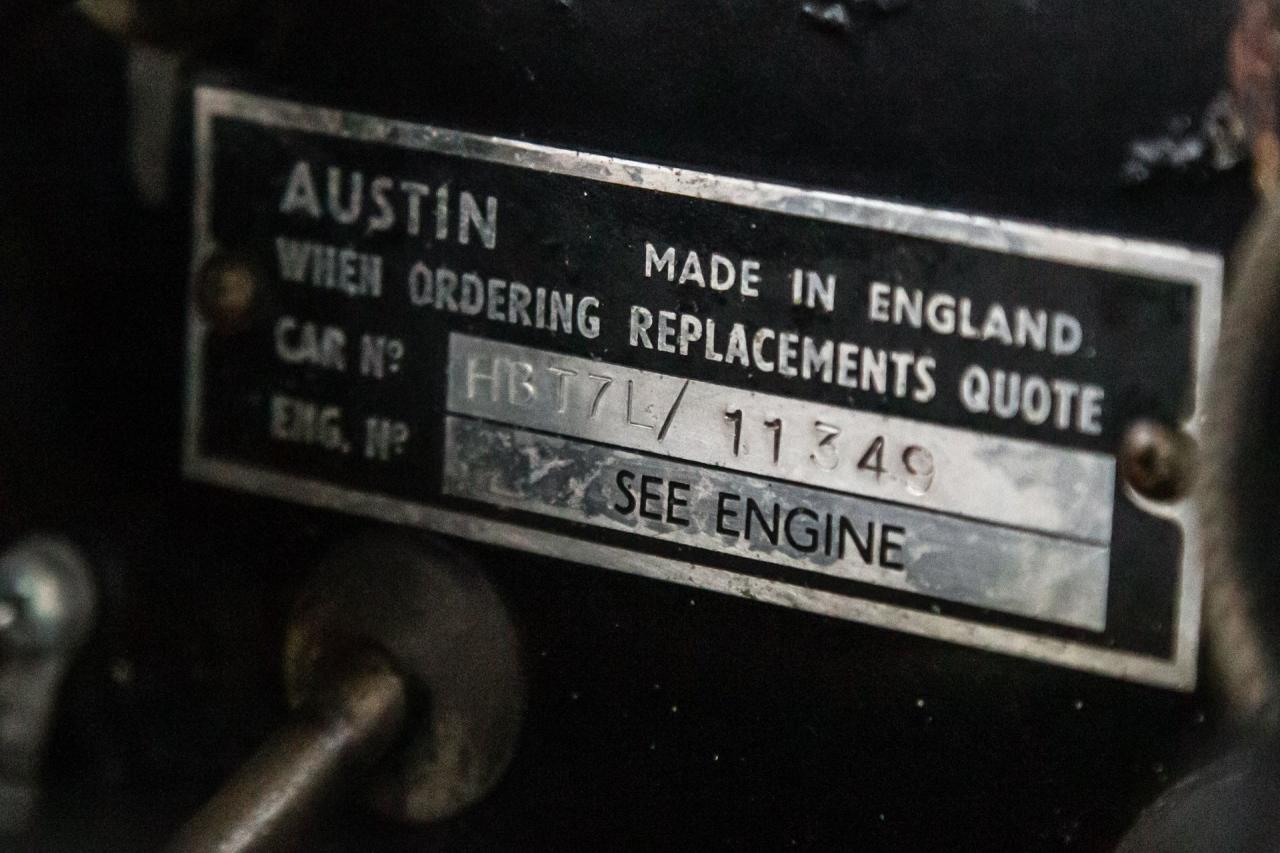 AUSTIN
MADE IN ENGLAND
WHEN ORDERING REPLACEMENTS QUOTE
CAR Nº HBT7L/ 11349
ENG. Nº SEE ENGINE